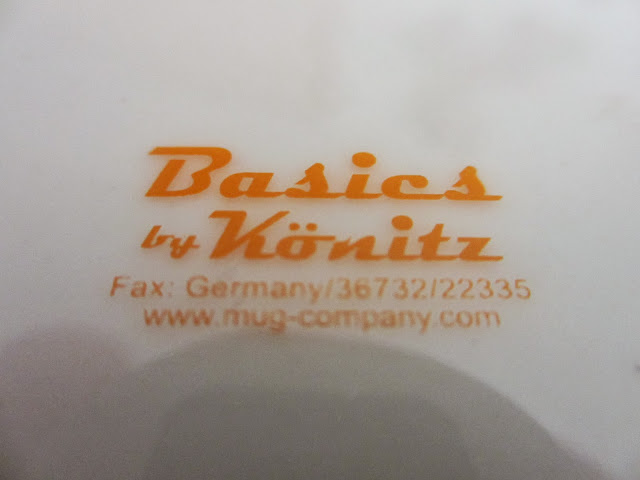 Basics
by Könitz
Fax: Germany/36732/22335
www.mug-company.com